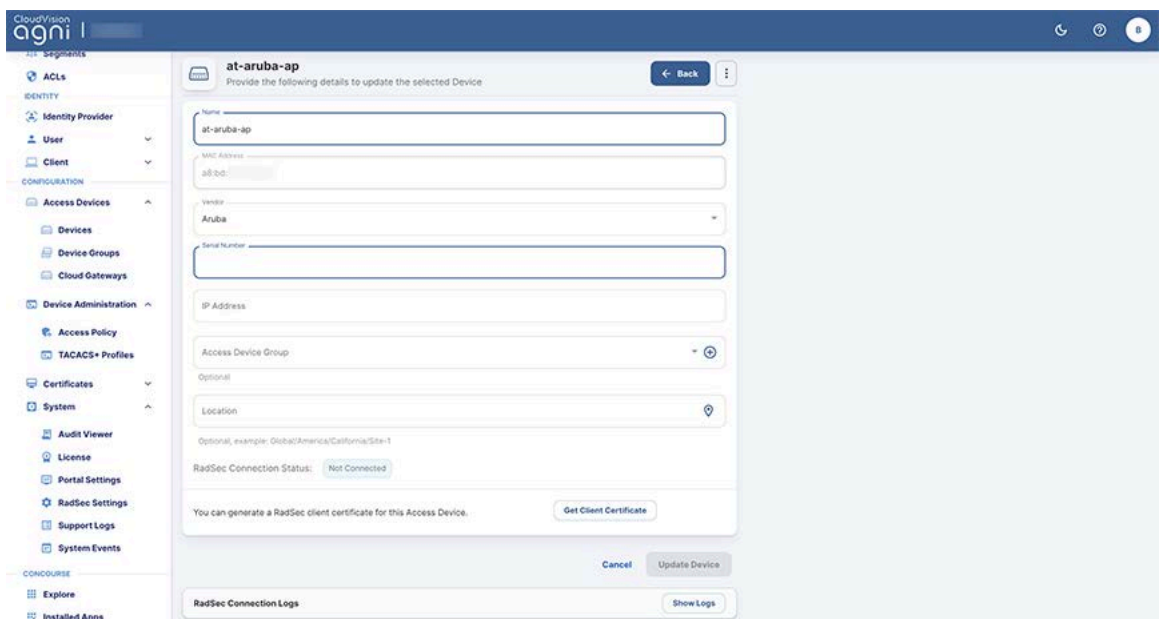 CloudVision
agni
B
Segments
ACLs
IDENTITY
Identity Provider
User
Client
CONFIGURATION
Access Devices
Devices
Device Groups
Cloud Gateways
Device Administration
Access Policy
TACACS+ Profiles
Certificates
System
Audit Viewer
License
Portal Settings
RadSec Settings
Support Logs
System Events
CONCOURSE
Explore
Installed Apps
at-aruba-ap
Provide the following details to update the selected Device
Back
Name
at-aruba-ap
MAC Address
a8:bd:
Vendor
Aruba
Serial Number
IP Address
Access Device Group
Optional
Location
Optional, example: Global/America/California/Site-1
RadSec Connection Status: Not Connected
You can generate a RadSec client certificate for this Access Device. Get Client Certificate
Cancel Update Device
RadSec Connection Logs Show Logs